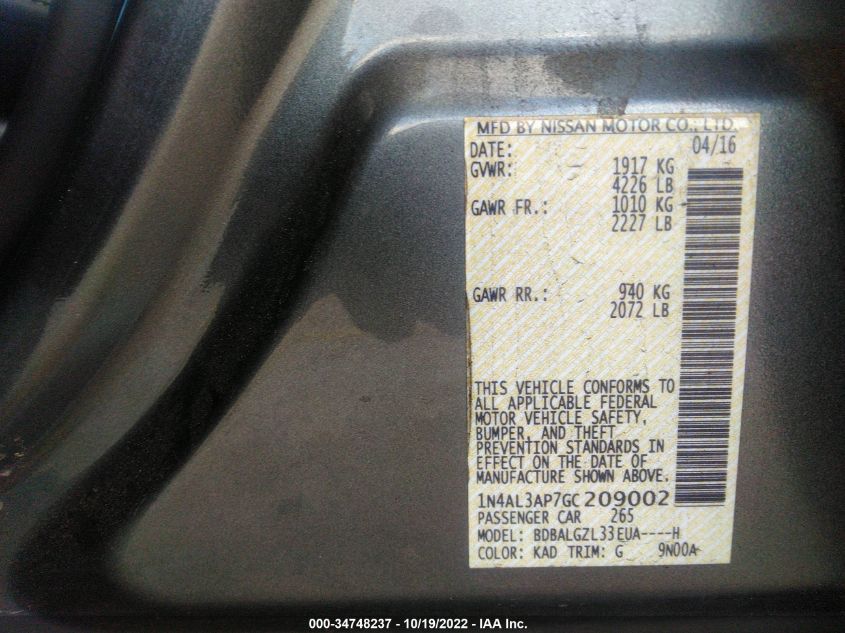 MFD BY NISSAN MOTOR CO., LTD.
DATE: 04/16
GVWR: 1917 KG
4226 LB
GAWR FR.: 1010 KG
2227 LB
GAWR RR.: 940 KG
2072 LB
THIS VEHICLE CONFORMS TO
ALL APPLICABLE FEDERAL
MOTOR VEHICLE SAFETY,
BUMPER, AND THEFT
PREVENTION STANDARDS IN
EFFECT ON THE DATE OF
MANUFACTURE SHOWN ABOVE.
1N4AL3AP7GC209002
PASSENGER CAR 265
MODEL: BDBALGZL33EUA----H
COLOR: KAD TRIM: G 9N00A
000-34748237 - 10/19/2022 - IAA Inc.